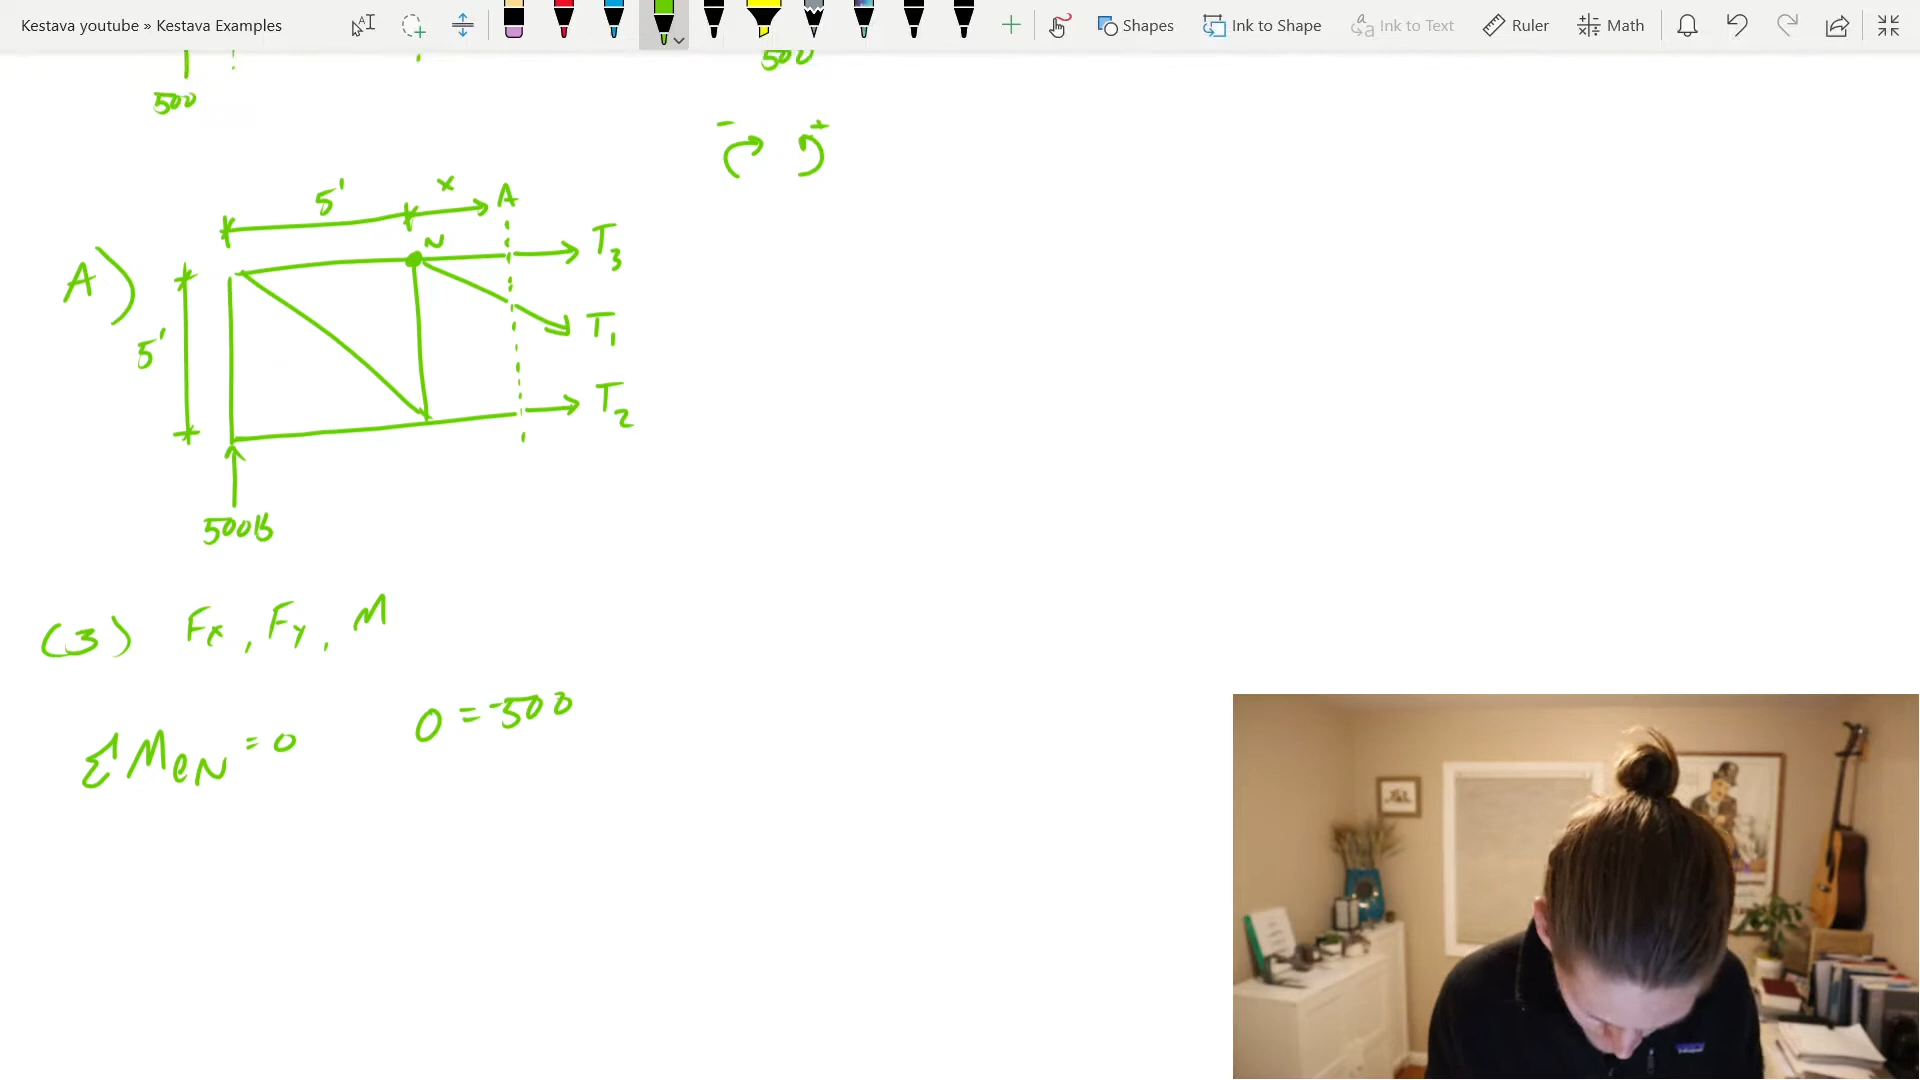 Kestava youtube » Kestava Examples
Shapes
Ink to Shape
Ink to Text
Ruler
Math
500
500
- +
5' x A
N
T3
A)
5'
T1
T2
500lb
(3) Fx, Fy, M
ΣM@N = 0
0 = -500